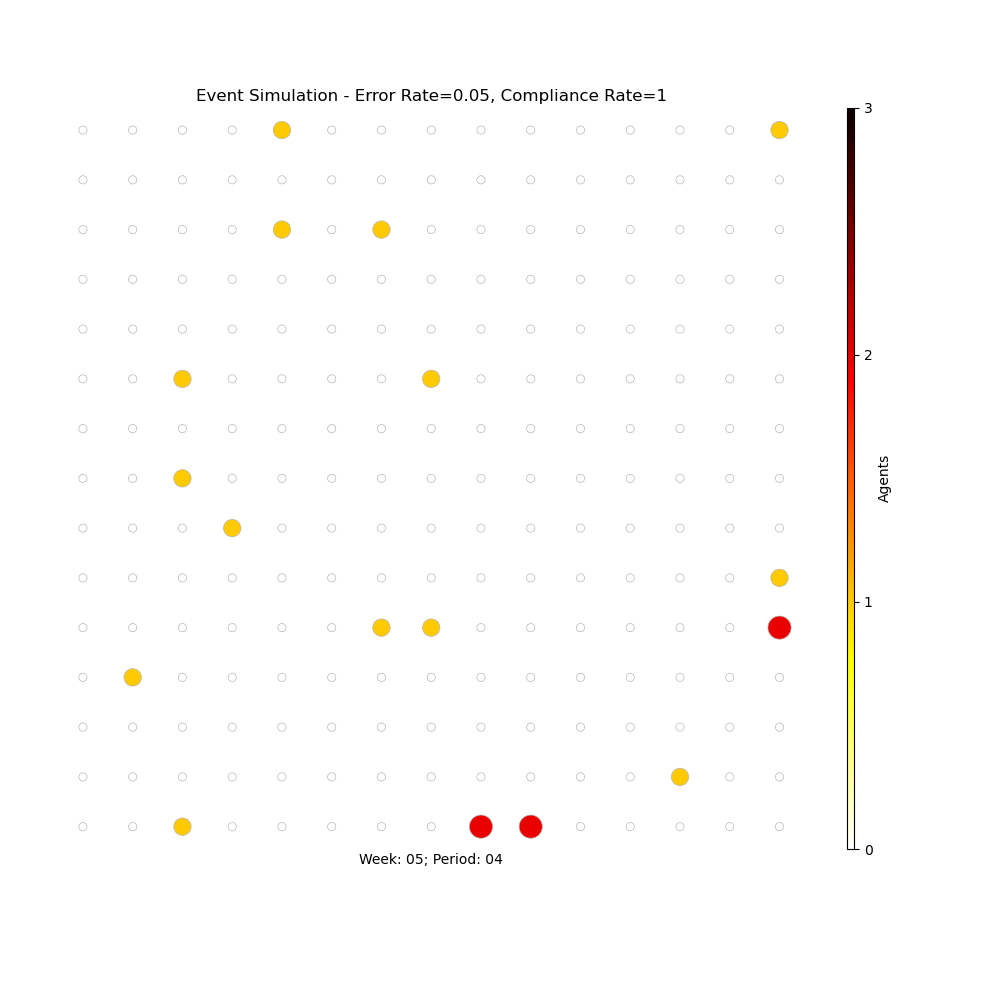 Event Simulation - Error Rate=0.05, Compliance Rate=1
3
2
Agents
1
0
Week: 05; Period: 04